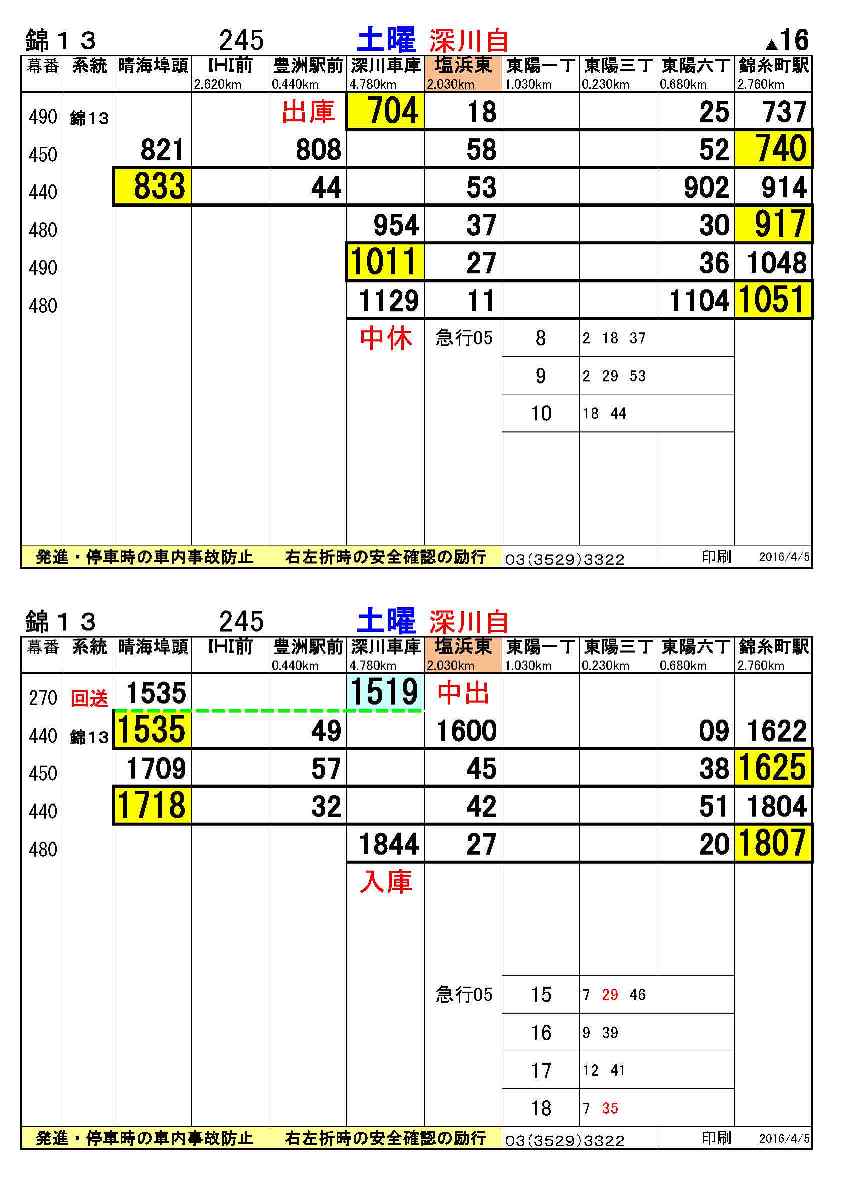 錦13 245 土曜 深川自 ▲16
幕番 系統 晴海埠頭 IHI前 豊洲駅前 深川車庫 塩浜東 東陽一丁 東陽三丁 東陽六丁 錦糸町駅
2.620km 0.440km 4.780km 2.030km 1.030km 0.230km 0.680km 2.760km
490 錦13 出庫 704 18 25 737
450 821 808 58 52 740
440 833 44 53 902 914
480 954 37 30 917
490 1011 27 36 1048
480 1129 11 1104 1051
中休 急行05 8 2 18 37
9 2 29 53
10 18 44
発進・停車時の車内事故防止 右左折時の安全確認の励行 03(3529)3322 印刷 2016/4/5
錦13 245 土曜 深川自
幕番 系統 晴海埠頭 IHI前 豊洲駅前 深川車庫 塩浜東 東陽一丁 東陽三丁 東陽六丁 錦糸町駅
0.440km 4.780km 2.030km 1.030km 0.230km 0.680km 2.760km
270 回送 1535 1519 中出
440 錦13 1535 49 1600 09 1622
450 1709 57 45 38 1625
440 1718 32 42 51 1804
480 1844 27 20 1807
入庫
急行05 15 7 29 46
16 9 39
17 12 41
18 7 35
発進・停車時の車内事故防止 右左折時の安全確認の励行 03(3529)3322 印刷 2016/4/5